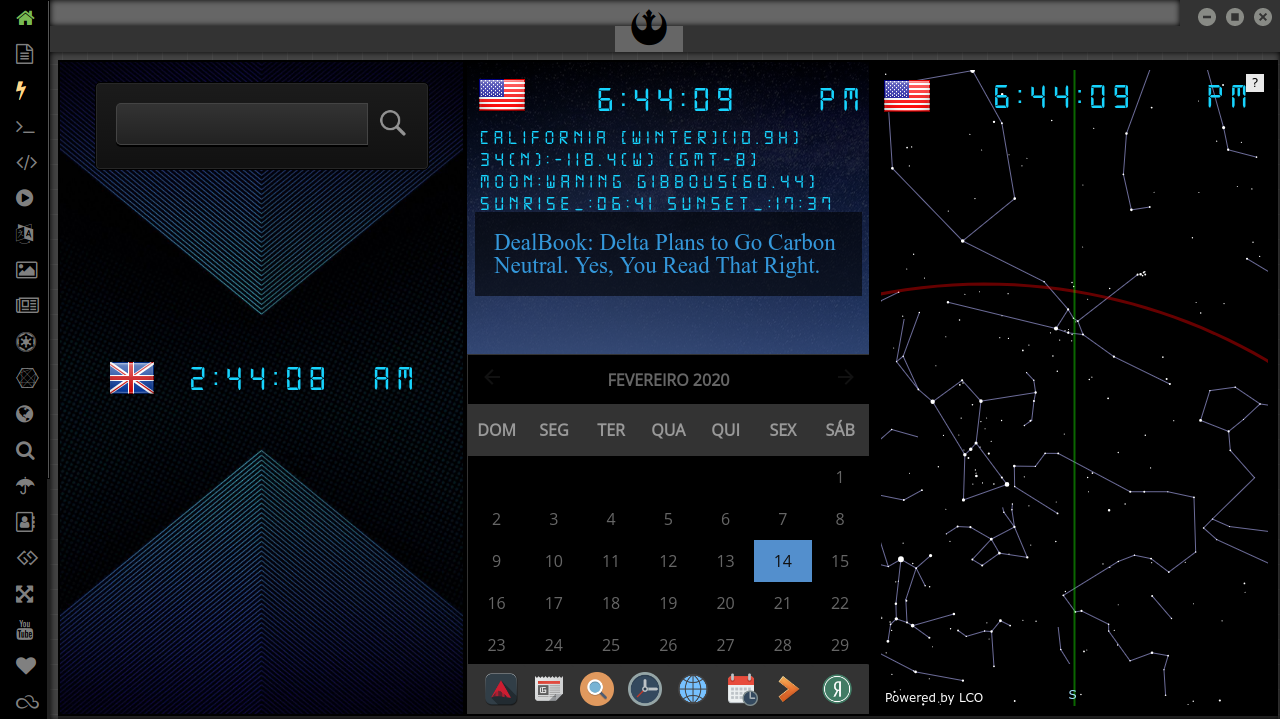 6:44:09 PM
CALIFORNIA [WINTER][10.9H]
34[N]:-118.4[W] [GMT-8]
MOON:WANING GIBBOUS[60.44]
SUNRISE_:06:41 SUNSET_:17:37
DealBook: Delta Plans to Go Carbon
Neutral. Yes, You Read That Right.
2:44:08 AM
FEVEREIRO 2020
DOM SEG TER QUA QUI SEX SÁB
1
2 3 4 5 6 7 8
9 10 11 12 13 14 15
16 17 18 19 20 21 22
23 24 25 26 27 28 29
6:44:09 PM
?
Powered by LCO
S
You
Tube